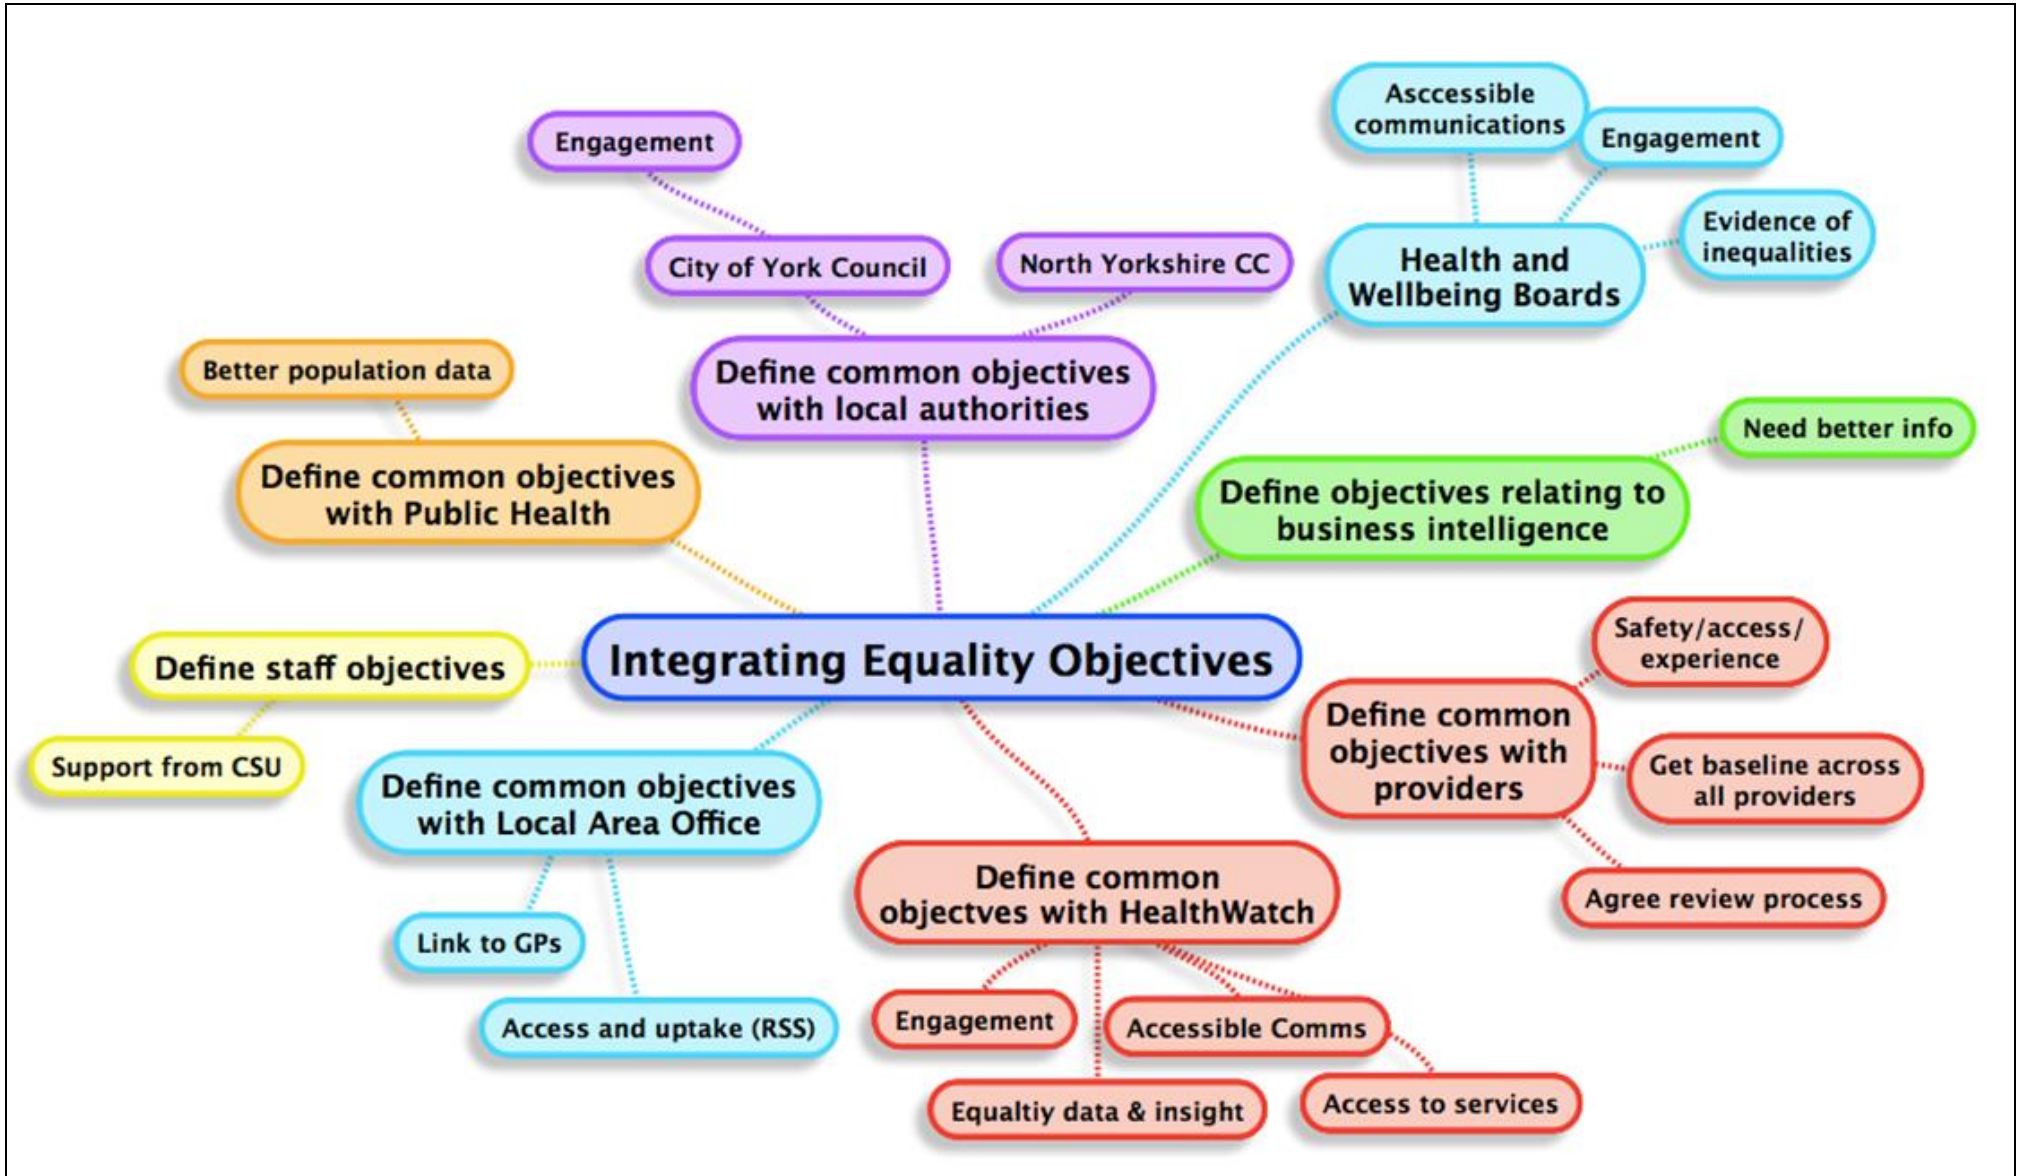 Asccessible
communications
Engagement
Engagement
Evidence of
inequalities
City of York Council
North Yorkshire CC
Health and
Wellbeing Boards
Better population data
Define common objectives
with local authorities
Need better info
Define common objectives
with Public Health
Define objectives relating to
business intelligence
Integrating Equality Objectives
Safety/access/
experience
Define staff objectives
Define common
objectives with
providers
Support from CSU
Get baseline across
all providers
Define common objectives
with Local Area Office
Define common
objectves with HealthWatch
Agree review process
Link to GPs
Engagement
Accessible Comms
Access and uptake (RSS)
Equaltiy data & insight
Access to services